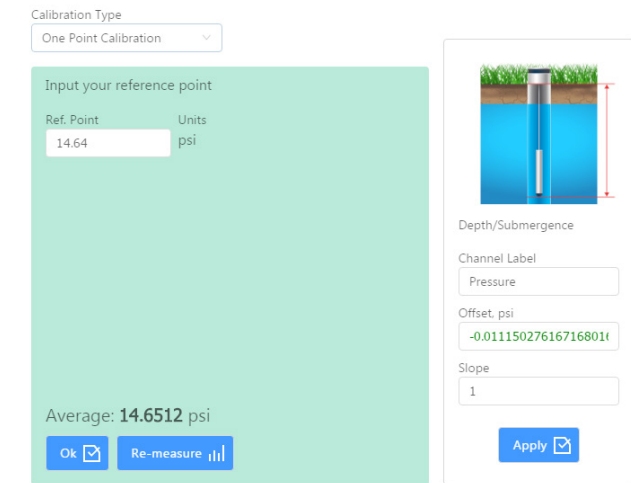 Calibration Type
One Point Calibration
Input your reference point
Ref. Point Units
14.64 psi
Average: 14.6512 psi
Ok Re-measure
Depth/Submergence
Channel Label
Pressure
Offset, psi
-0.0111502761671680
Slope
1
Apply